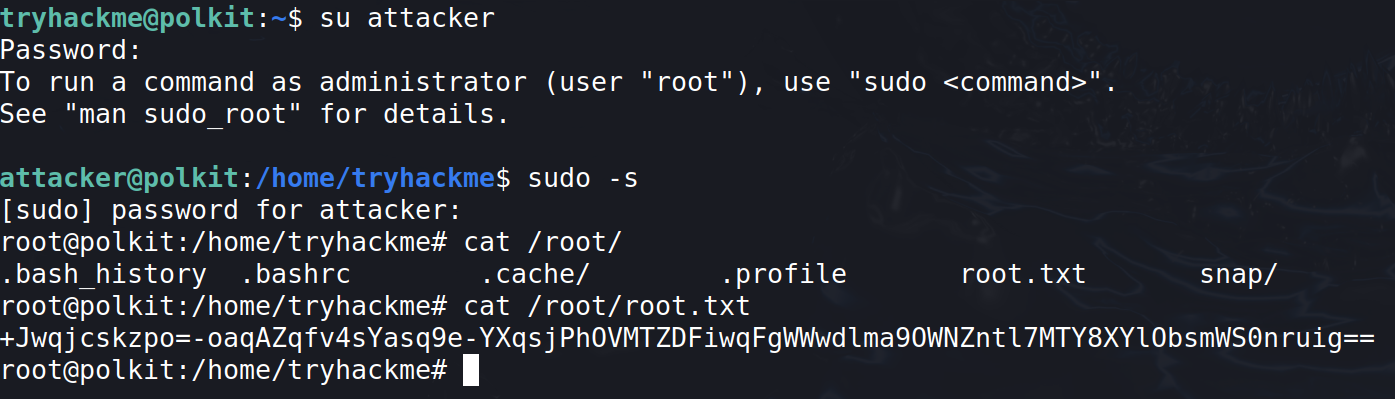 tryhackme@polkit:~$ su attacker
Password:
To run a command as administrator (user "root"), use "sudo <command>".
See "man sudo_root" for details.
attacker@polkit:/home/tryhackme$ sudo -s
[sudo] password for attacker:
root@polkit:/home/tryhackme# cat /root/
.bash_history  .bashrc        .cache/        .profile       root.txt       snap/
root@polkit:/home/tryhackme# cat /root/root.txt
+Jwqjcskzpo=-oaqAZqfv4sYasq9e-YXqsjPhOVMTZDFiwqFgWWwdlma9OWNZntl7MTY8XYlObsmWS0nruig==
root@polkit:/home/tryhackme#